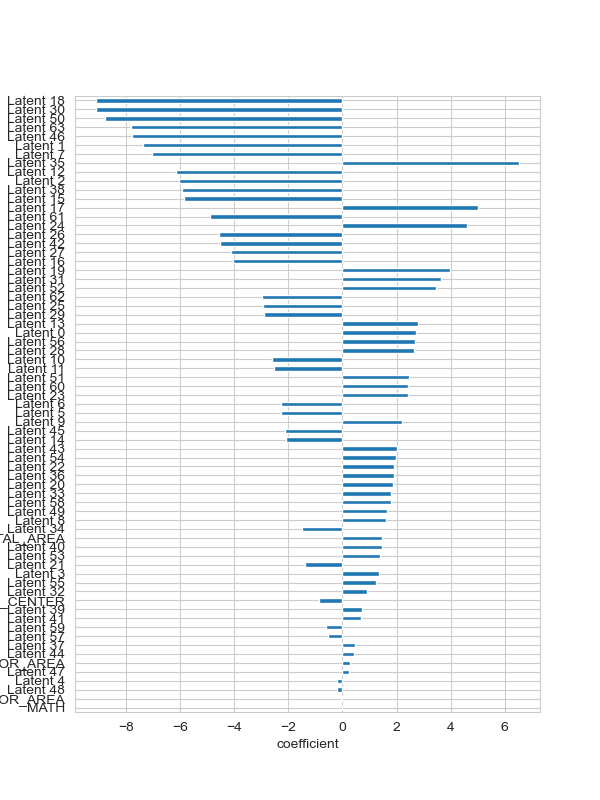 Latent 18
Latent 30
Latent 50
Latent 63
Latent 46
Latent 1
Latent 7
Latent 35
Latent 12
Latent 2
Latent 38
Latent 15
Latent 17
Latent 61
Latent 24
Latent 26
Latent 42
Latent 27
Latent 16
Latent 19
Latent 31
Latent 52
Latent 62
Latent 25
Latent 29
Latent 13
Latent 0
Latent 56
Latent 28
Latent 10
Latent 11
Latent 51
Latent 60
Latent 23
Latent 6
Latent 5
Latent 9
Latent 45
Latent 14
Latent 43
Latent 54
Latent 22
Latent 36
Latent 20
Latent 33
Latent 58
Latent 49
Latent 8
Latent 34
TAL_AREA
Latent 40
Latent 53
Latent 21
Latent 3
Latent 55
Latent 32
_CENTER
Latent 39
Latent 41
Latent 59
Latent 57
Latent 37
Latent 44
OR_AREA
Latent 47
Latent 4
Latent 48
OR_AREA
_MATH
−8 −6 −4 −2 0 2 4 6
coefficient